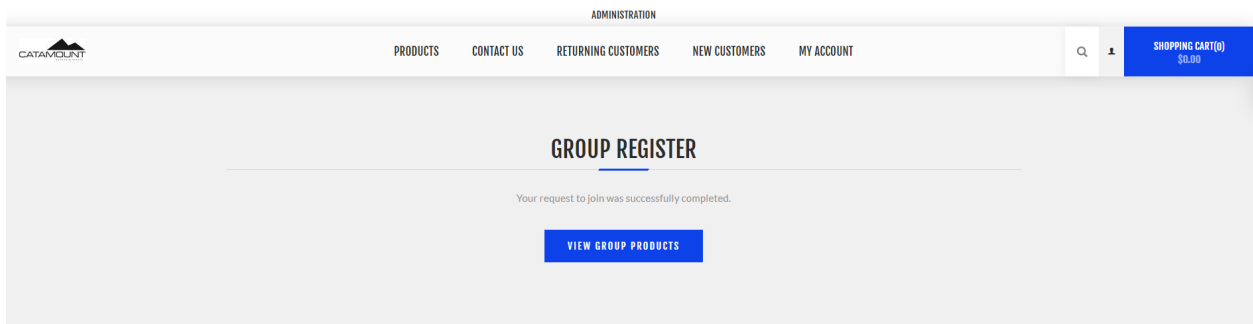 ADMINISTRATION
CATAMOUNT
PRODUCTS CONTACT US RETURNING CUSTOMERS NEW CUSTOMERS MY ACCOUNT
SHOPPING CART(0)
$0.00
GROUP REGISTER
Your request to join was successfully completed.
VIEW GROUP PRODUCTS